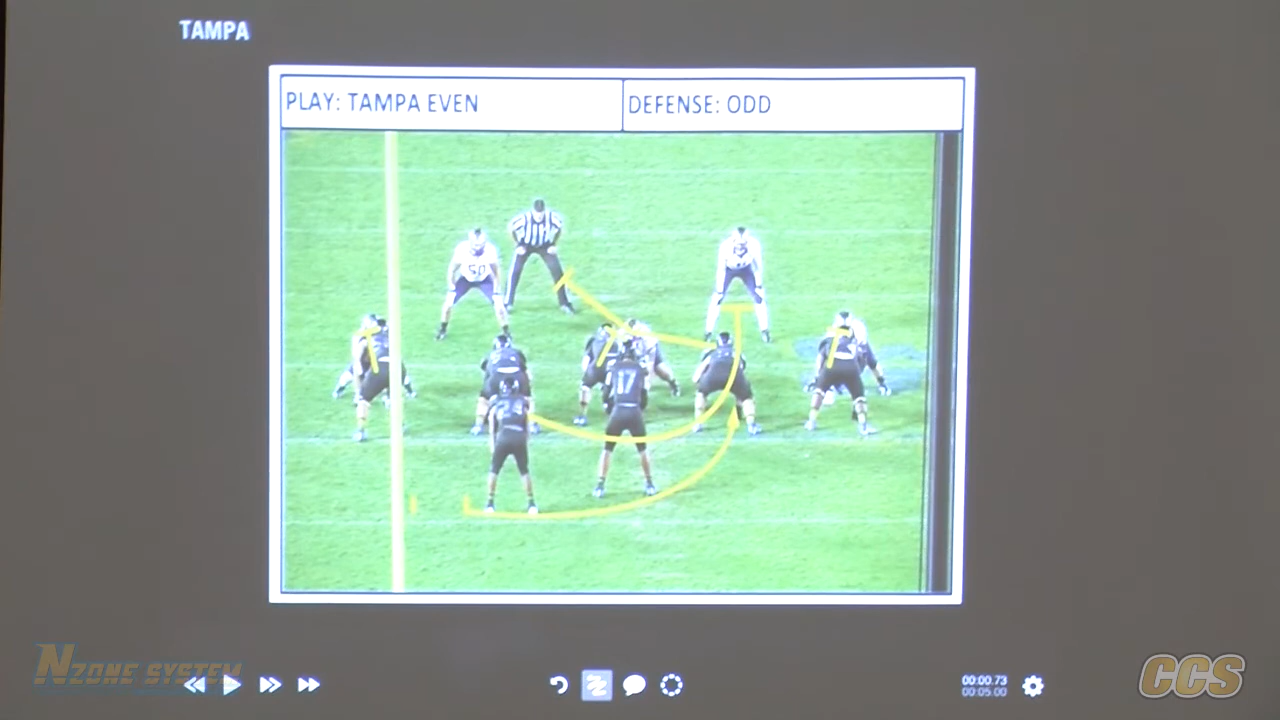 TAMPA
PLAY: TAMPA EVEN
DEFENSE: ODD
50
17
24
NZONE SYSTEM
00:00.73
00:05.00
CCS